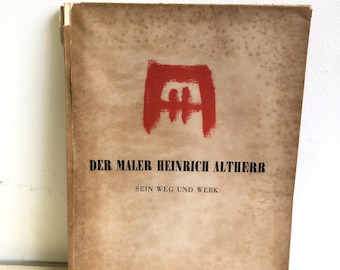 DER MALER HEINRICH ALTHERR
SEIN WEG UND WERK